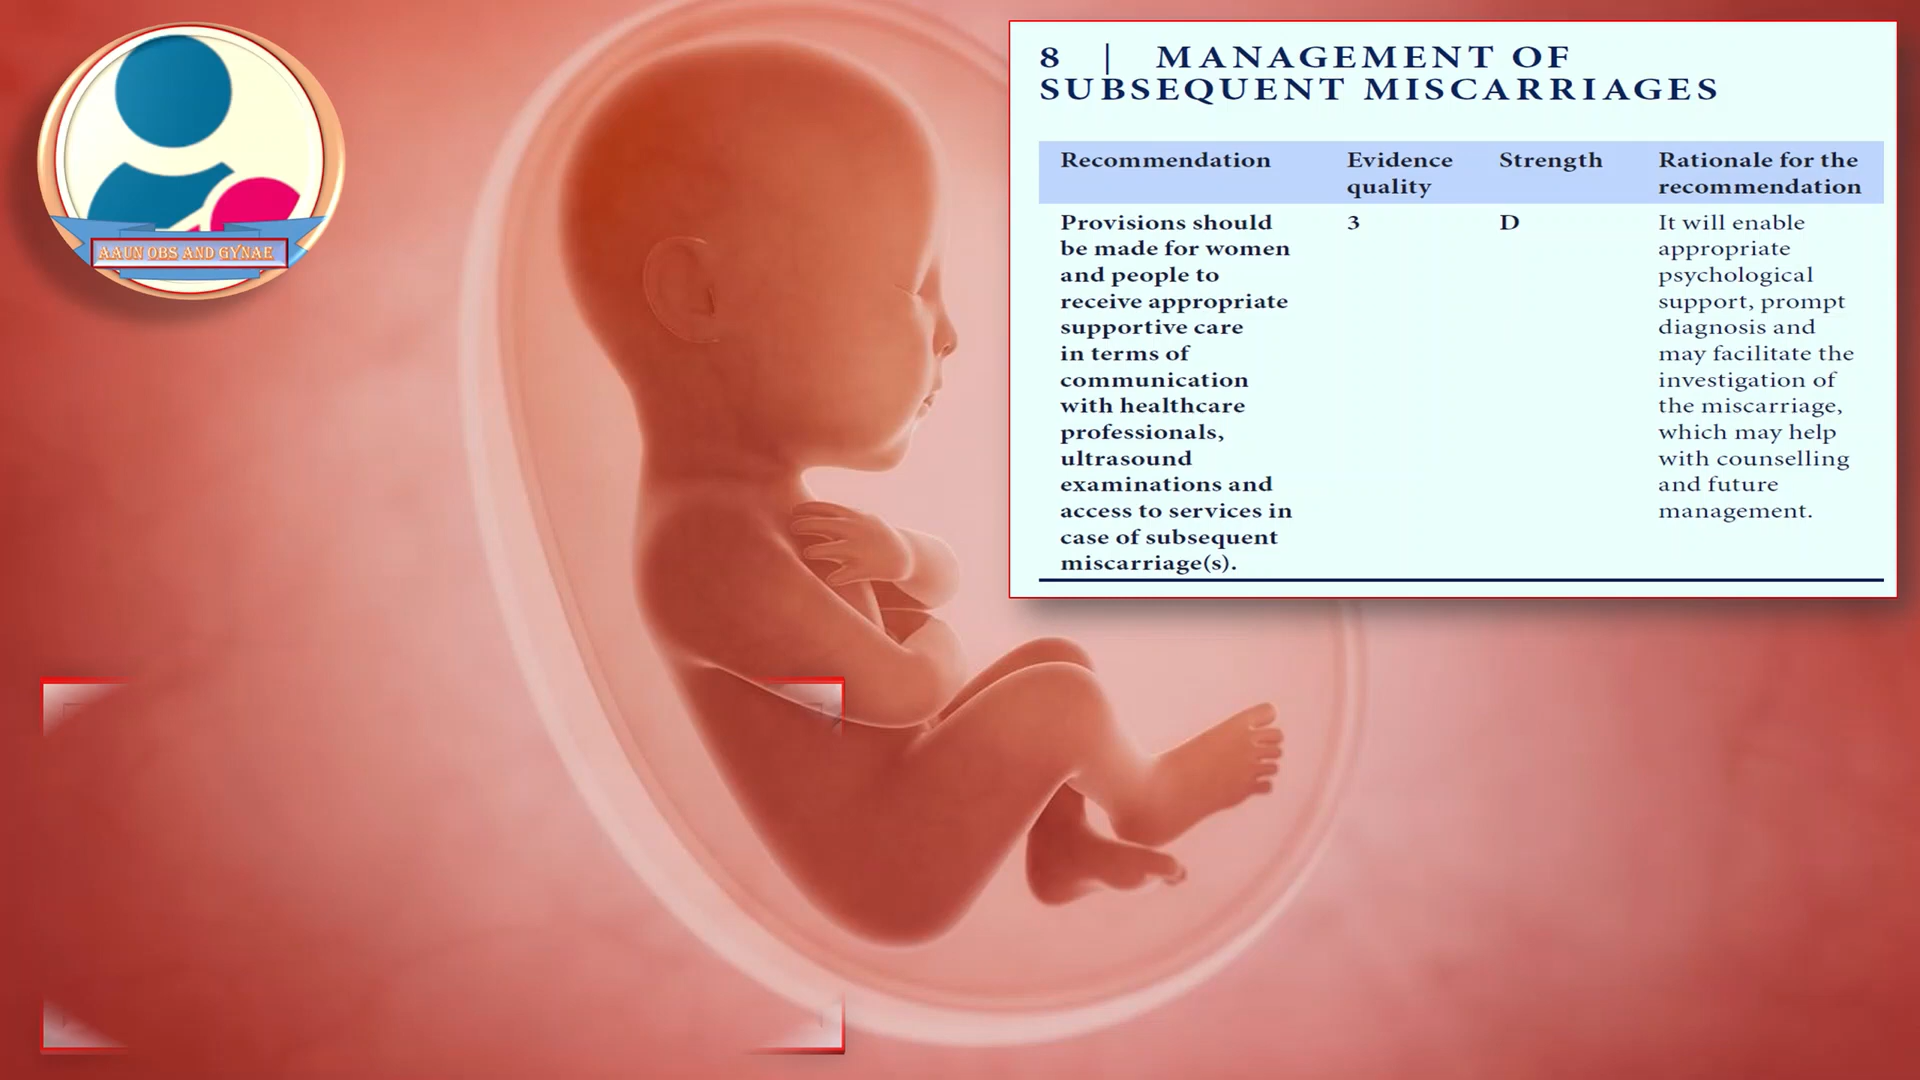 AAUN OBS AND GYNAE
8 | MANAGEMENT OF
SUBSEQUENT MISCARRIAGES
Recommendation Evidence quality Strength Rationale for the recommendation
Provisions should 3 D It will enable
be made for women appropriate
and people to psychological
receive appropriate support, prompt
supportive care diagnosis and
in terms of may facilitate the
communication investigation of
with healthcare the miscarriage,
professionals, which may help
ultrasound with counselling
examinations and and future
access to services in management.
case of subsequent
miscarriage(s).